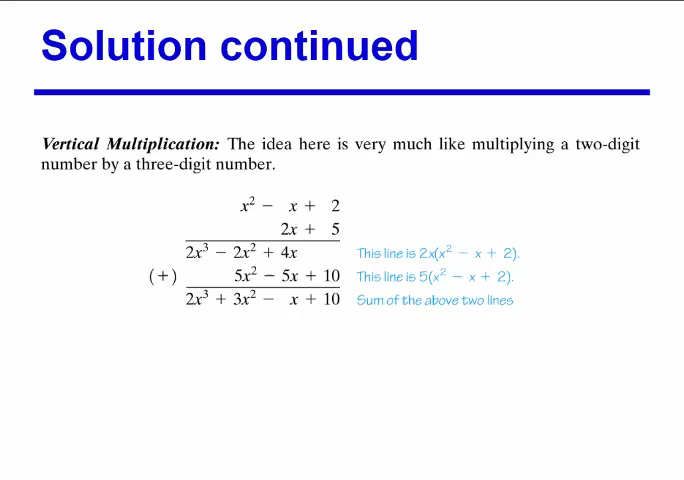 Solution continued
Vertical Multiplication: The idea here is very much like multiplying a two-digit
number by a three-digit number.
x² − x + 2
2x + 5
2x³ − 2x² + 4x This line is 2x(x² − x + 2).
(+) 5x² − 5x + 10 This line is 5(x² − x + 2).
2x³ + 3x² − x + 10 Sum of the above two lines